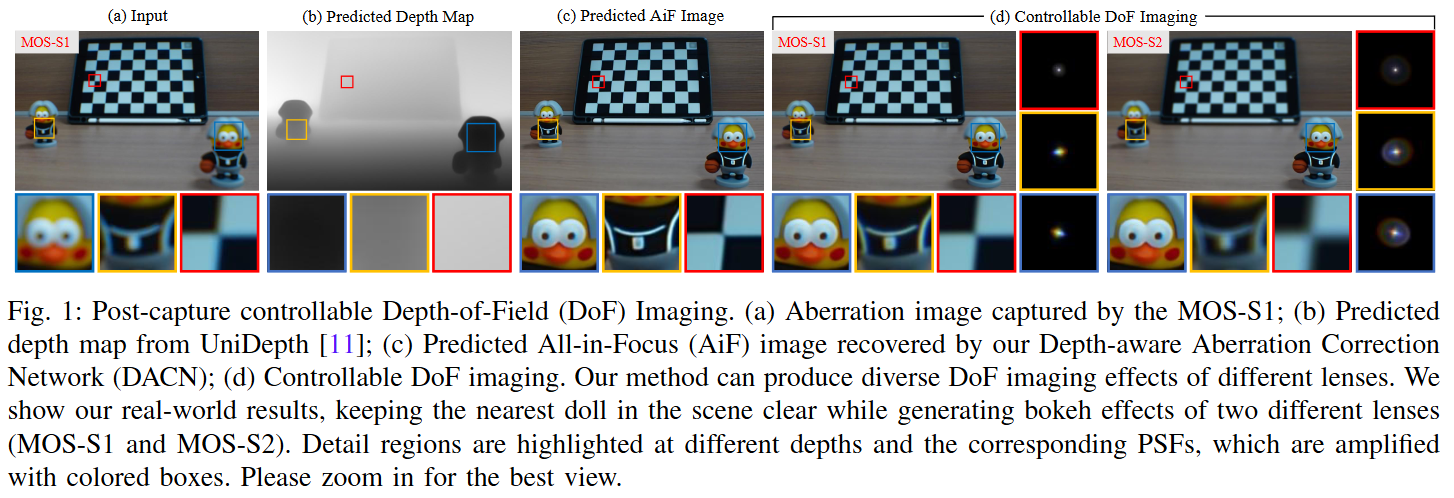 (a) Input
(b) Predicted Depth Map
(c) Predicted AiF Image
(d) Controllable DoF Imaging
MOS-S1
MOS-S1
MOS-S2
Fig. 1: Post-capture controllable Depth-of-Field (DoF) Imaging. (a) Aberration image captured by the MOS-S1; (b) Predicted
depth map from UniDepth [11]; (c) Predicted All-in-Focus (AiF) image recovered by our Depth-aware Aberration Correction
Network (DACN); (d) Controllable DoF imaging. Our method can produce diverse DoF imaging effects of different lenses. We
show our real-world results, keeping the nearest doll in the scene clear while generating bokeh effects of two different lenses
(MOS-S1 and MOS-S2). Detail regions are highlighted at different depths and the corresponding PSFs, which are amplified
with colored boxes. Please zoom in for the best view.